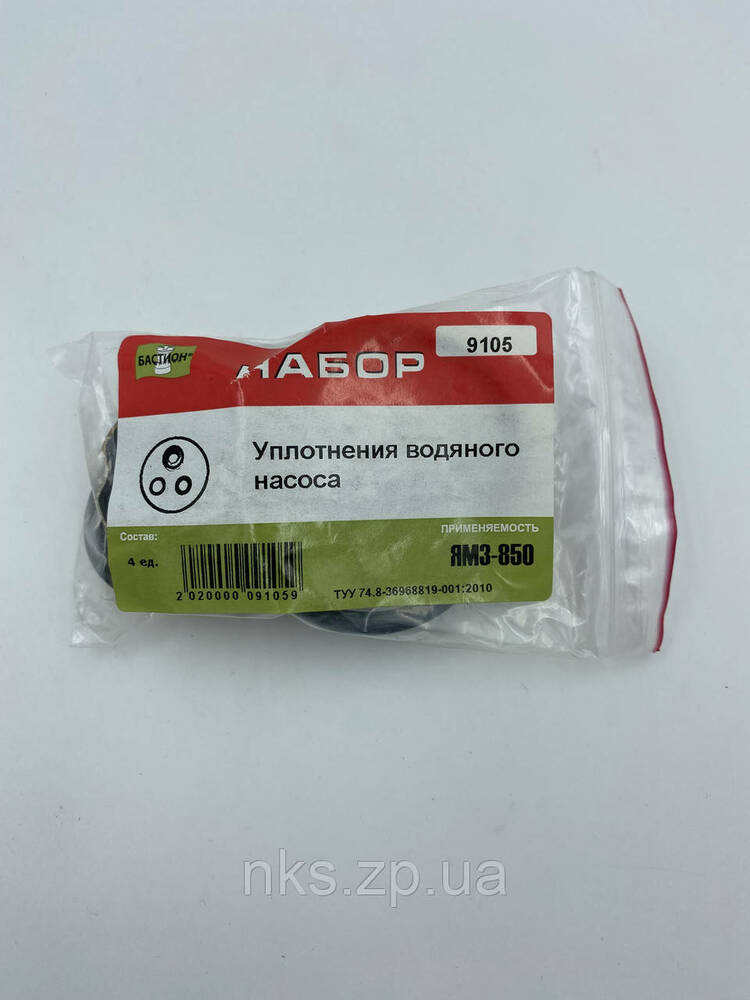 БАСТИОН
НАБОР
9105
Уплотнения водяного
насоса
Состав:
4 ед.
ПРИМЕНЯЕМОСТЬ
ЯМЗ-850
2 020000 091059
ТУУ 74.8-36968819-001:2010
nks.zp.ua